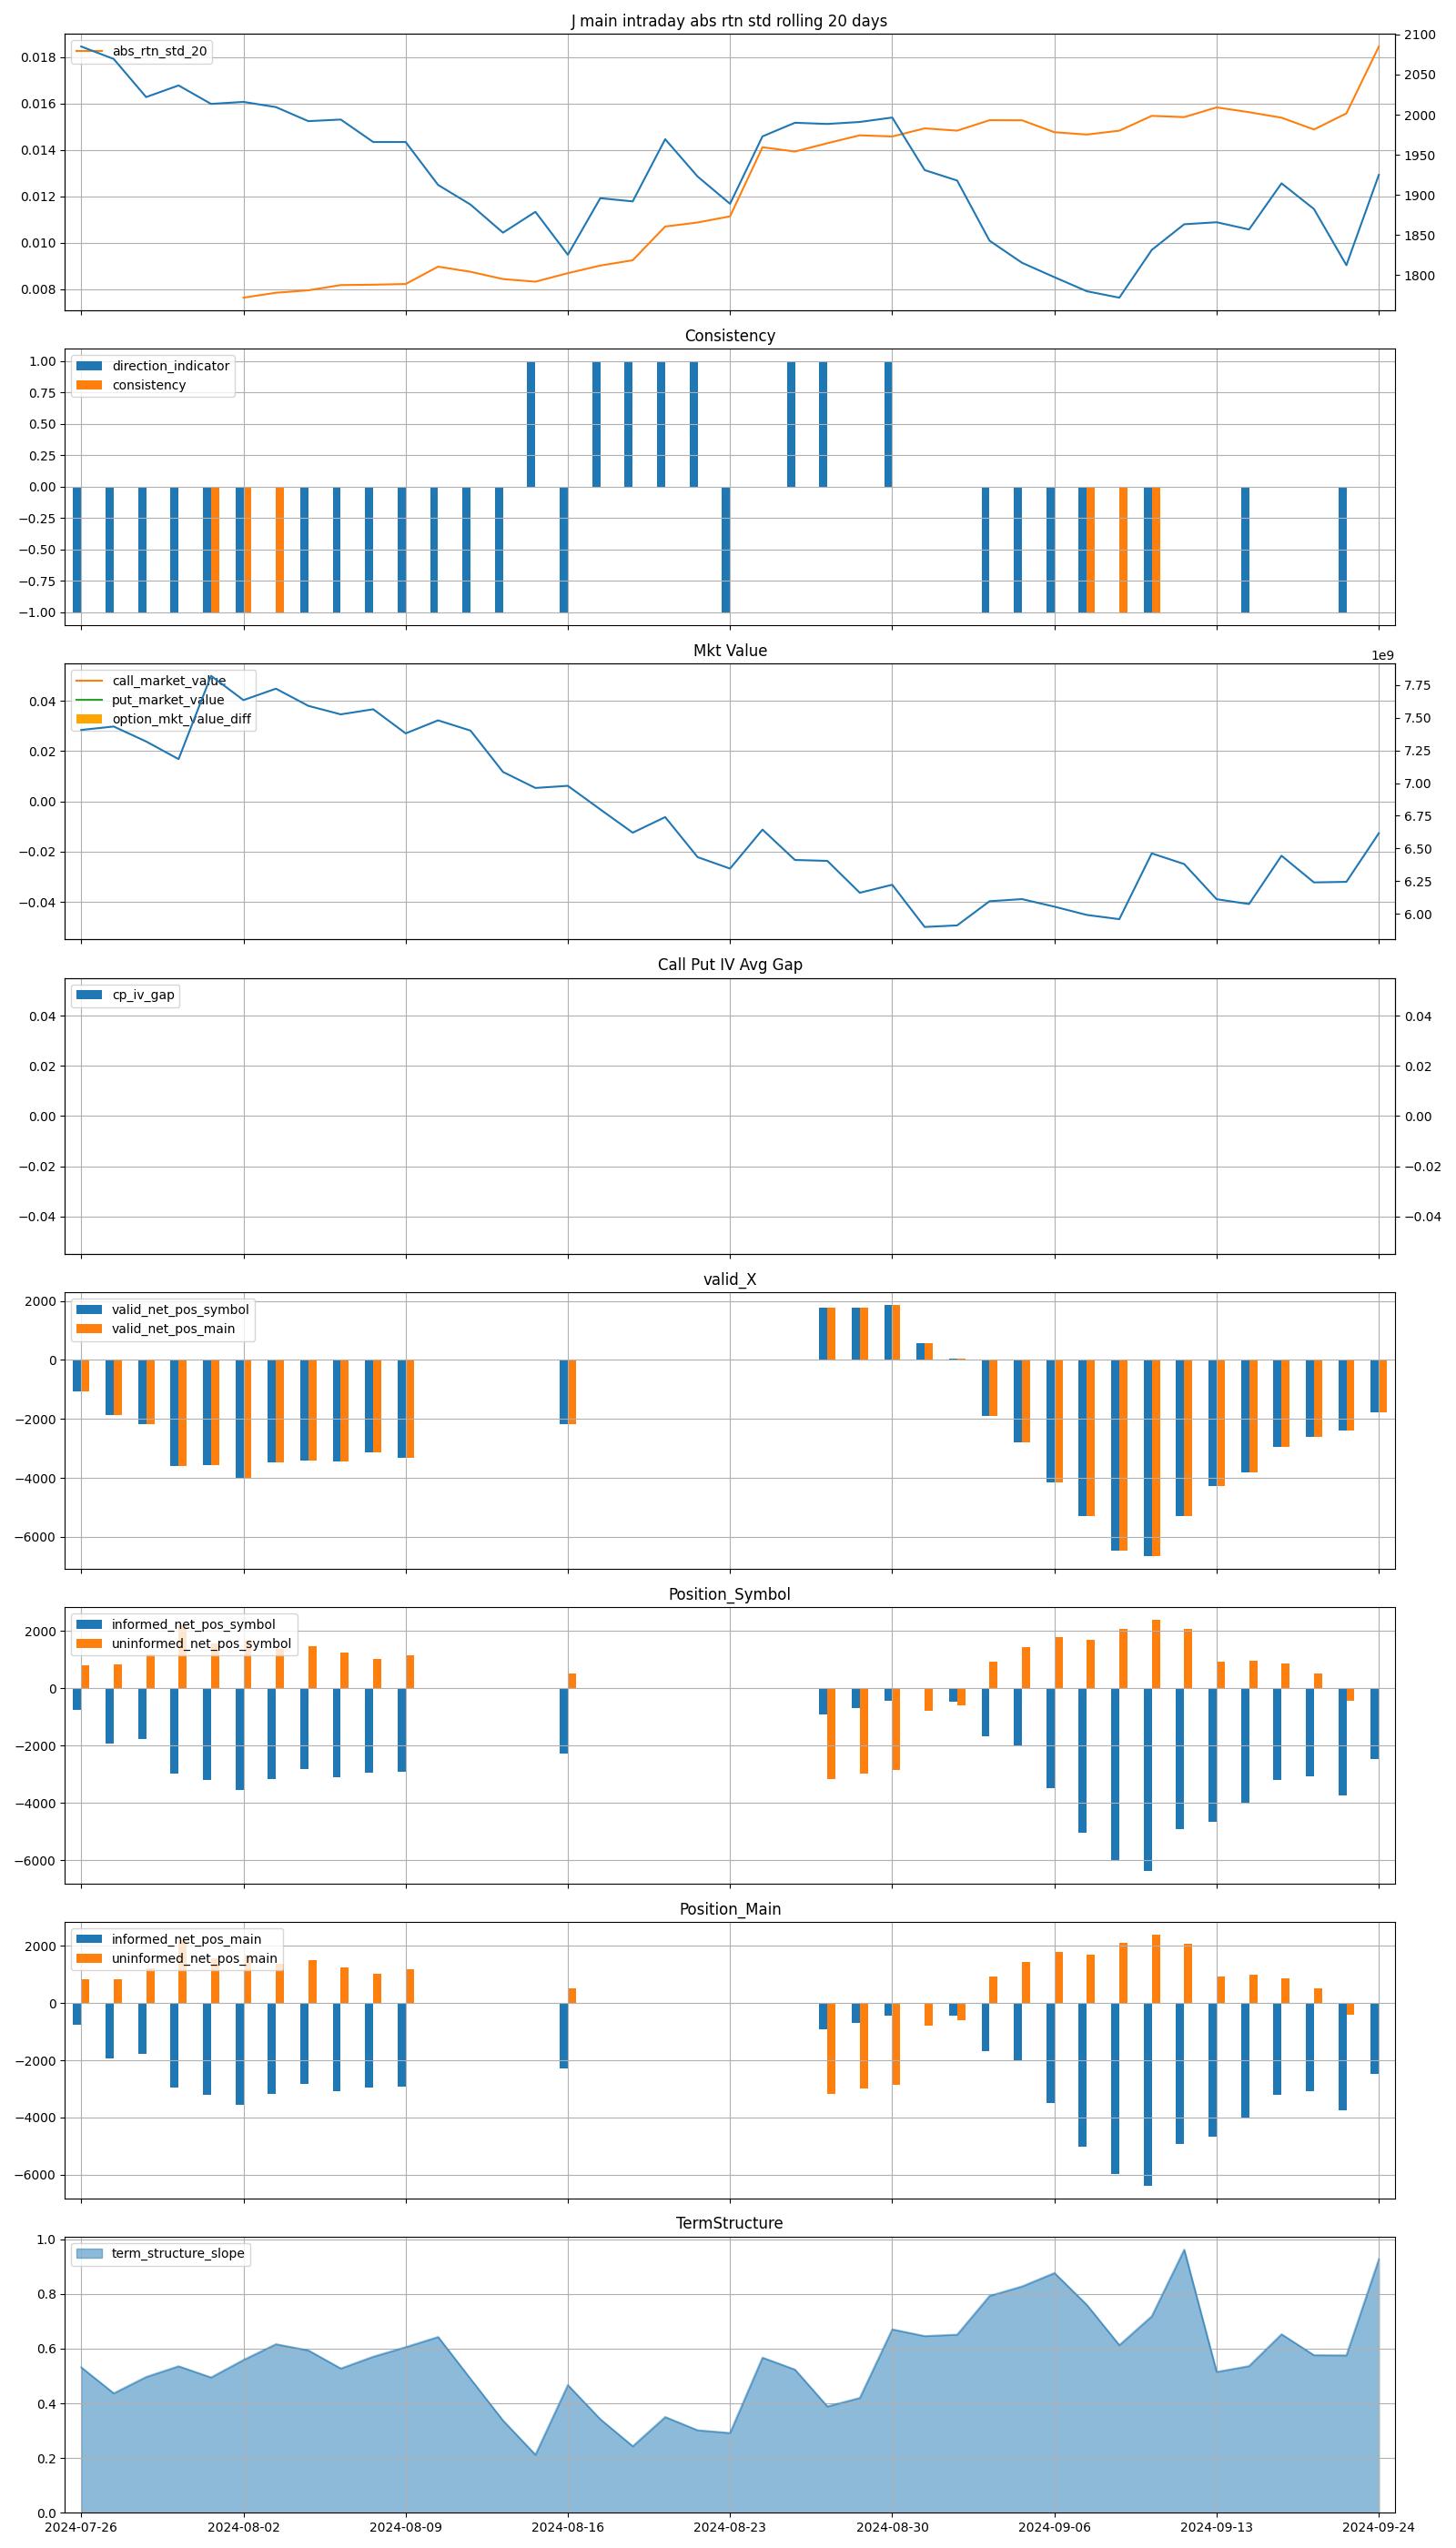 J main intraday abs rtn std rolling 20 days
abs_rtn_std_20
0.018
0.016
0.014
0.012
0.010
0.008
2100
2050
2000
1950
1900
1850
1800
Consistency
direction_indicator
consistency
1.00
0.75
0.50
0.25
0.00
−0.25
−0.50
−0.75
−1.00
Mkt Value
1e9
call_market_value
put_market_value
option_mkt_value_diff
0.04
0.02
0.00
−0.02
−0.04
7.75
7.50
7.25
7.00
6.75
6.50
6.25
6.00
Call Put IV Avg Gap
cp_iv_gap
0.04
0.02
0.00
−0.02
−0.04
0.04
0.02
0.00
−0.02
−0.04
valid_X
valid_net_pos_symbol
valid_net_pos_main
2000
0
−2000
−4000
−6000
Position_Symbol
informed_net_pos_symbol
uninformed_net_pos_symbol
2000
0
−2000
−4000
−6000
Position_Main
informed_net_pos_main
uninformed_net_pos_main
2000
0
−2000
−4000
−6000
TermStructure
term_structure_slope
1.0
0.8
0.6
0.4
0.2
0.0
2024-07-26 2024-08-02 2024-08-09 2024-08-16 2024-08-23 2024-08-30 2024-09-06 2024-09-13 2024-09-24